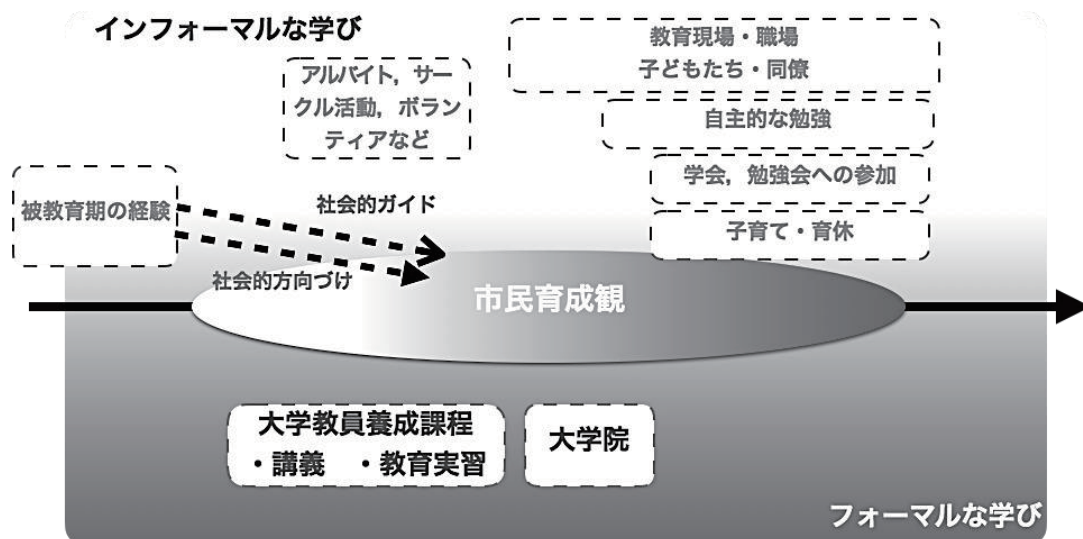 インフォーマルな学び
教育現場・職場
子どもたち・同僚
アルバイト，サー
クル活動，ボラン
ティアなど
自主的な勉強
学会，勉強会への参加
被教育期の経験
社会的ガイド
子育て・育休
社会的方向づけ
市民育成観
大学教員養成課程
・講義　・教育実習
大学院
フォーマルな学び